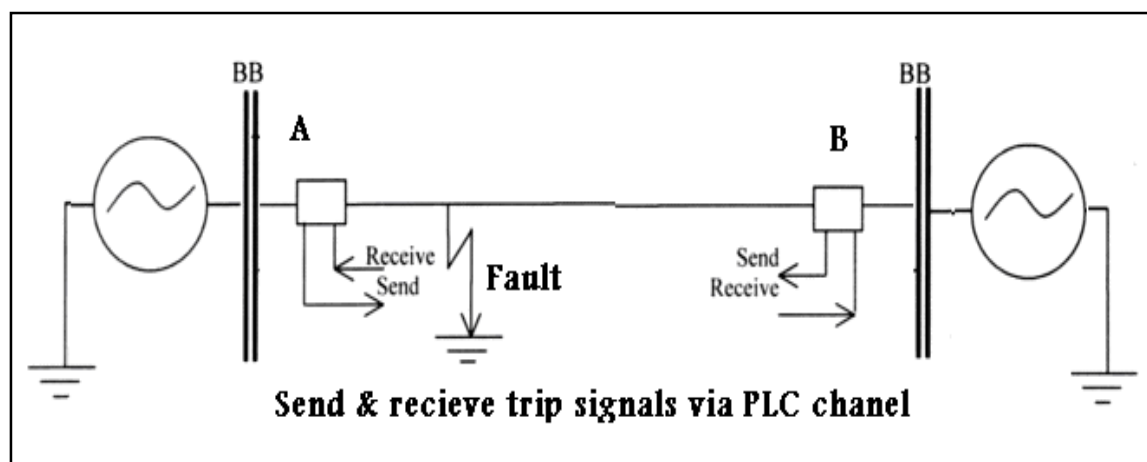 BB
BB
A
B
Receive
Send
Fault
Send
Receive
Send & recieve trip signals via PLC chanel